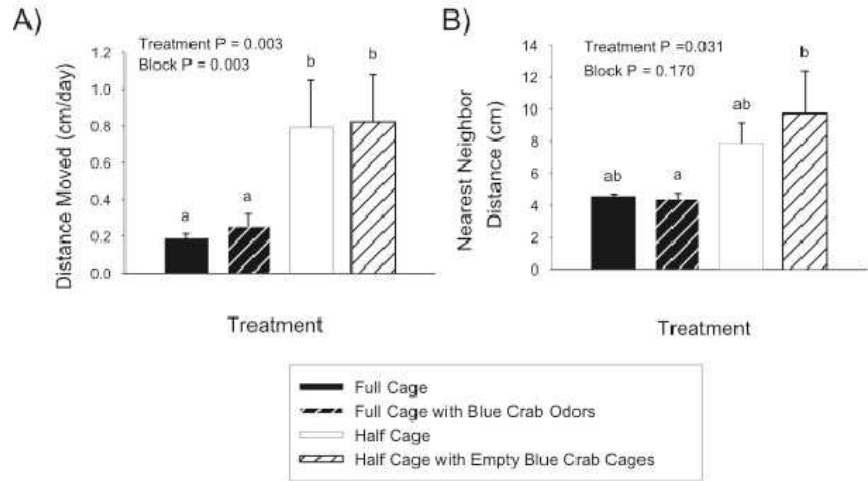 A)
Treatment P = 0.003
Block P = 0.003
Distance Moved (cm/day)
1.2
1.0
0.8
0.6
0.4
0.2
0.0
a
a
b
b
Treatment
B)
Treatment P =0.031
Block P = 0.170
Nearest Neighbor
Distance (cm)
14
12
10
8
6
4
2
0
ab
a
ab
b
Treatment
Full Cage
Full Cage with Blue Crab Odors
Half Cage
Half Cage with Empty Blue Crab Cages